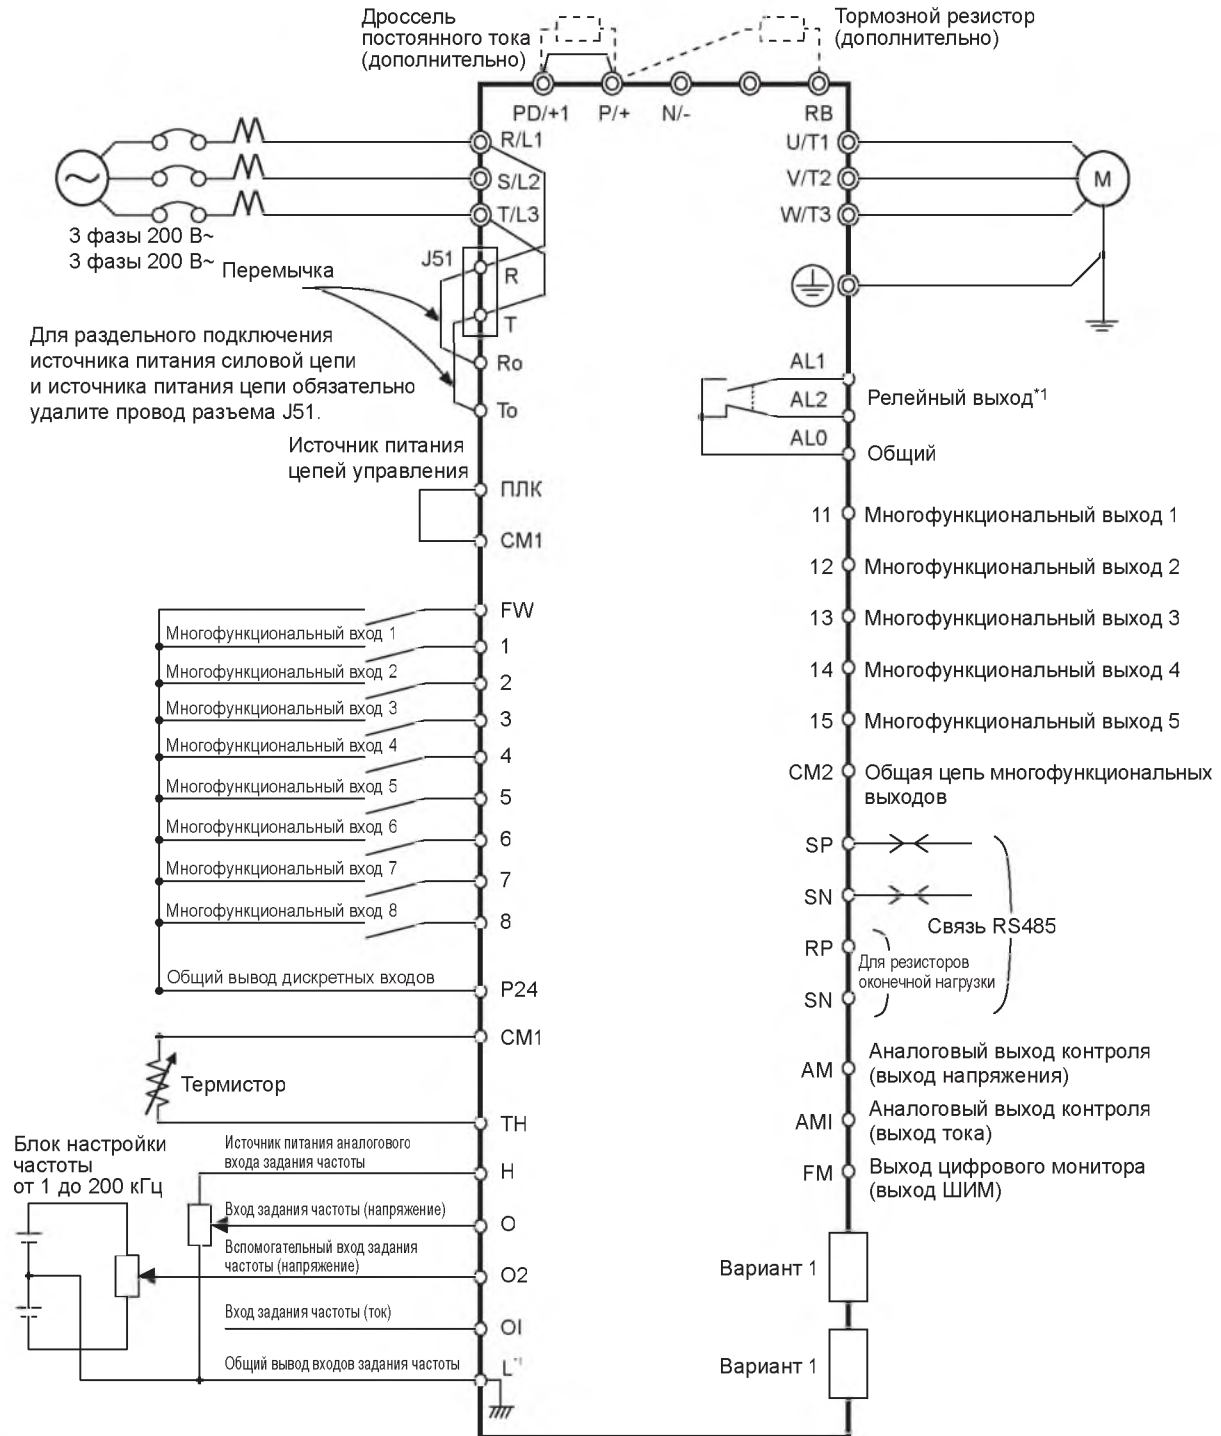 Дроссель
постоянного тока
(дополнительно)
Тормозной резистор
(дополнительно)
PD/+1
P/+
N/-
RB
R/L1
S/L2
T/L3
3 фазы 200 В~
3 фазы 200 В~
U/T1
V/T2
W/T3
M
Перемычка
J51
R
T
Ro
To
Для раздельного подключения
источника питания силовой цепи
и источника питания цепи обязательно
удалите провод разъема J51.
AL1
AL2
AL0
Релейный выход*1
Общий
Источник питания
цепей управления
ПЛК
CM1
11 Многофункциональный выход 1
12 Многофункциональный выход 2
13 Многофункциональный выход 3
14 Многофункциональный выход 4
15 Многофункциональный выход 5
CM2 Общая цепь многофункциональных
выходов
FW
Многофункциональный вход 1
1
Многофункциональный вход 2
2
Многофункциональный вход 3
3
Многофункциональный вход 4
4
Многофункциональный вход 5
5
Многофункциональный вход 6
6
Многофункциональный вход 7
7
Многофункциональный вход 8
8
Общий вывод дискретных входов
P24
CM1
Термистор
TH
SP
SN
Связь RS485
RP
SN
Для резисторов
оконечной нагрузки
AM
Аналоговый выход контроля
(выход напряжения)
AMI
Аналоговый выход контроля
(выход тока)
FM
Выход цифрового монитора
(выход ШИМ)
Блок настройки
частоты
от 1 до 200 кГц
Источник питания аналогового
входа задания частоты
H
Вход задания частоты (напряжение)
O
Вспомогательный вход задания
частоты (напряжение)
O2
Вход задания частоты (ток)
OI
Общий вывод входов задания частоты
L*1
Вариант 1
Вариант 1